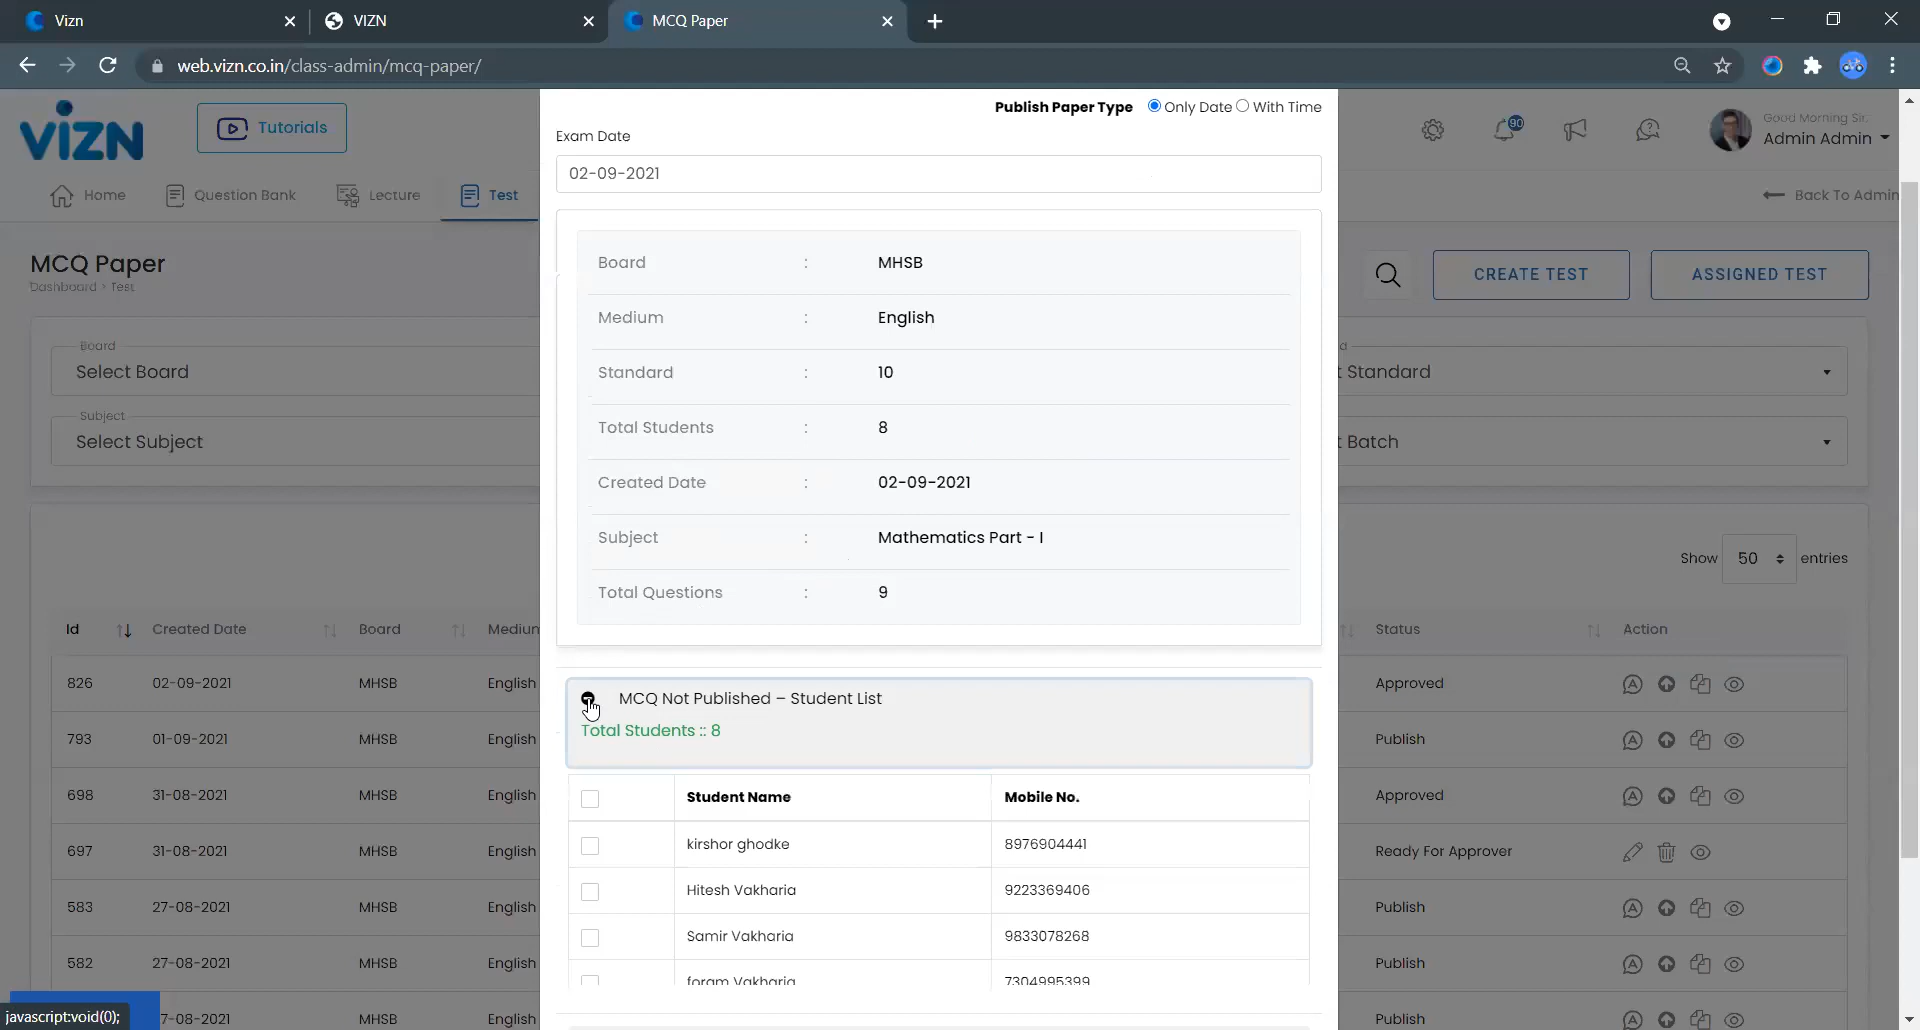 Vizn
VIZN
MCQ Paper
web.vizn.co.in/class-admin/mcq-paper/
VIZN
Tutorials
90
Good Morning Sir,
Admin Admin
Home
Question Bank
Lecture
Test
Back To Admin
MCQ Paper
Dashboard > Test
CREATE TEST
ASSIGNED TEST
Board
Select Board
Subject
Select Subject
d
t Standard
t Batch
Show 50 entries
Publish Paper Type Only Date With Time
Exam Date
02-09-2021
Board : MHSB
Medium : English
Standard : 10
Total Students : 8
Created Date : 02-09-2021
Subject : Mathematics Part - I
Total Questions : 9
MCQ Not Published – Student List
Total Students :: 8
Student Name Mobile No.
kirshor ghodke 8976904441
Hitesh Vakharia 9223369406
Samir Vakharia 9833078268
foram Vakharia 7304995399
Id Created Date Board Medium Status Action
826 02-09-2021 MHSB English Approved
793 01-09-2021 MHSB English Publish
698 31-08-2021 MHSB English Approved
697 31-08-2021 MHSB English Ready For Approver
583 27-08-2021 MHSB English Publish
582 27-08-2021 MHSB English Publish
7-08-2021 MHSB English Publish
javascript:void(0);